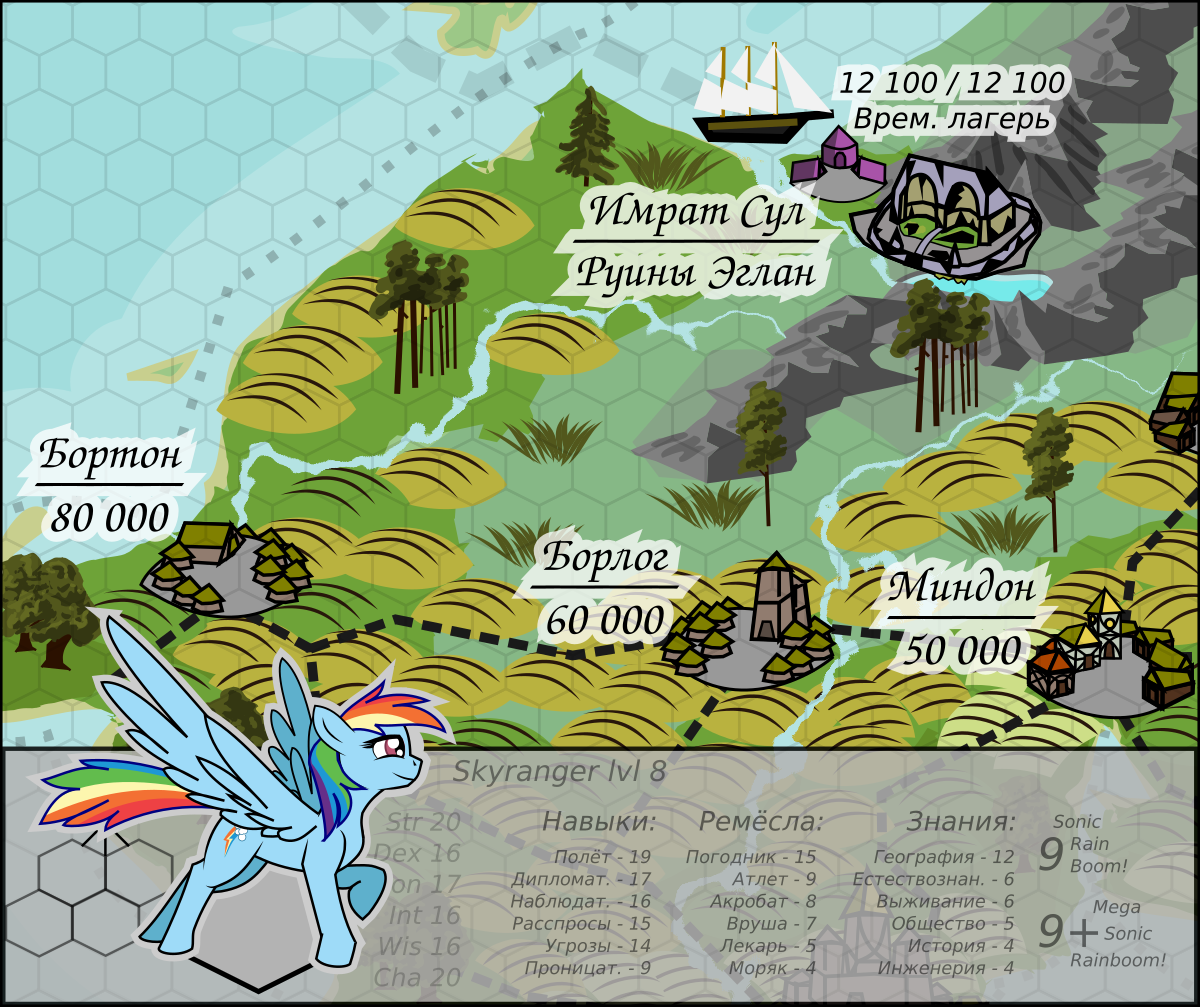 12 100 / 12 100
Врем. лагерь
Имрат Сул
Руины Эглан
Бортон
80 000
Борлог
60 000
Миндон
50 000
Skyranger lvl 8
Str 20
Dex 16
on 17
Int 16
Wis 16
Cha 20
Навыки:
Полёт - 19
Дипломат. - 17
Наблюдат. - 16
Расспросы - 15
Угрозы - 14
Проницат. - 9
Ремёсла:
Погодник - 15
Атлет - 9
Акробат - 8
Вруша - 7
Лекарь - 5
Моряк - 4
Знания:
География - 12
Естествознан. - 6
Выживание - 6
Общество - 5
История - 4
Инженерия - 4
Sonic
9 Rain
Boom!
Mega
9+ Sonic
Rainboom!